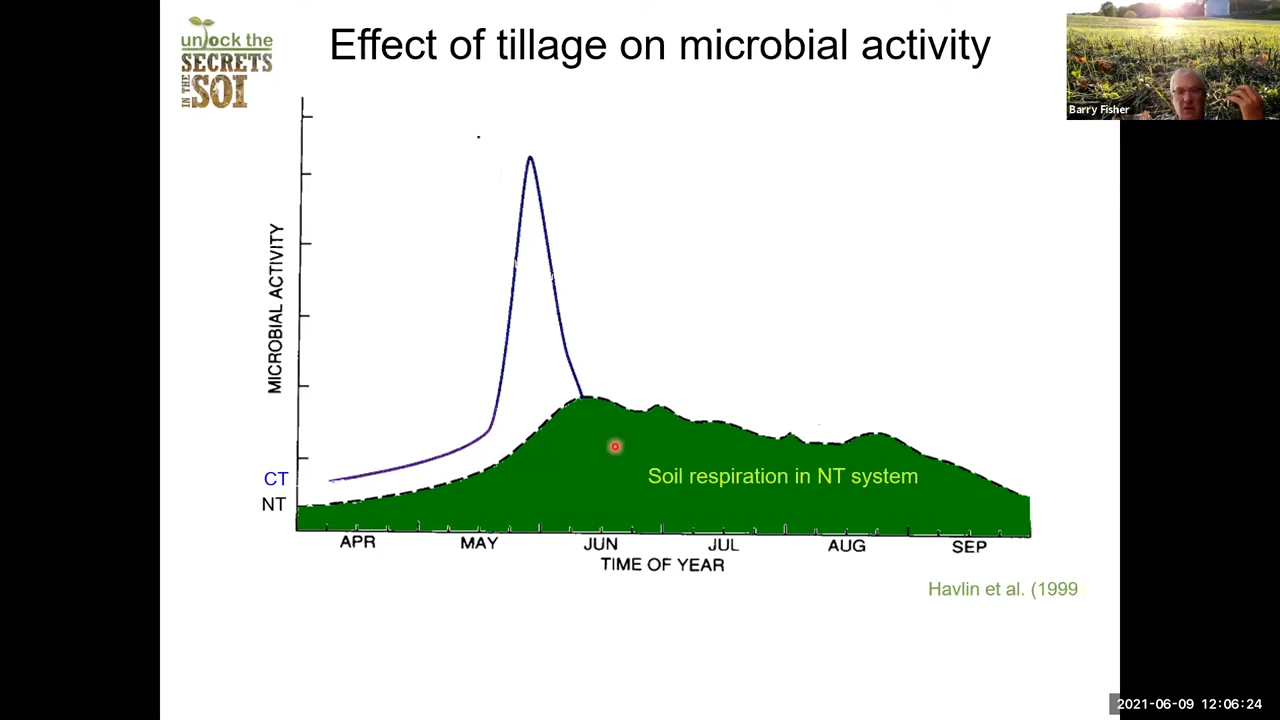 unlock the
SECRETS
IN THE
SOI
Effect of tillage on microbial activity
Barry Fisher
MICROBIAL ACTIVITY
CT
NT
Soil respiration in NT system
APR MAY JUN JUL AUG SEP
TIME OF YEAR
Havlin et al. (1999
2021-06-09 12:06:24